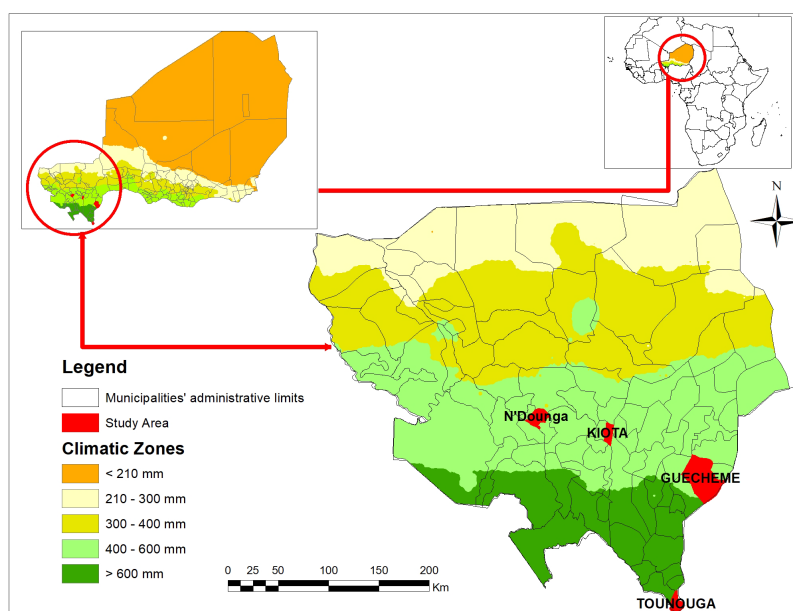 N
N'Dounga
KIOTA
GUECHEME
TOUNOUGA
Legend
Municipalities' administrative limits
Study Area
Climatic Zones
< 210 mm
210 - 300 mm
300 - 400 mm
400 - 600 mm
> 600 mm
0 25 50 100 150 200
Km